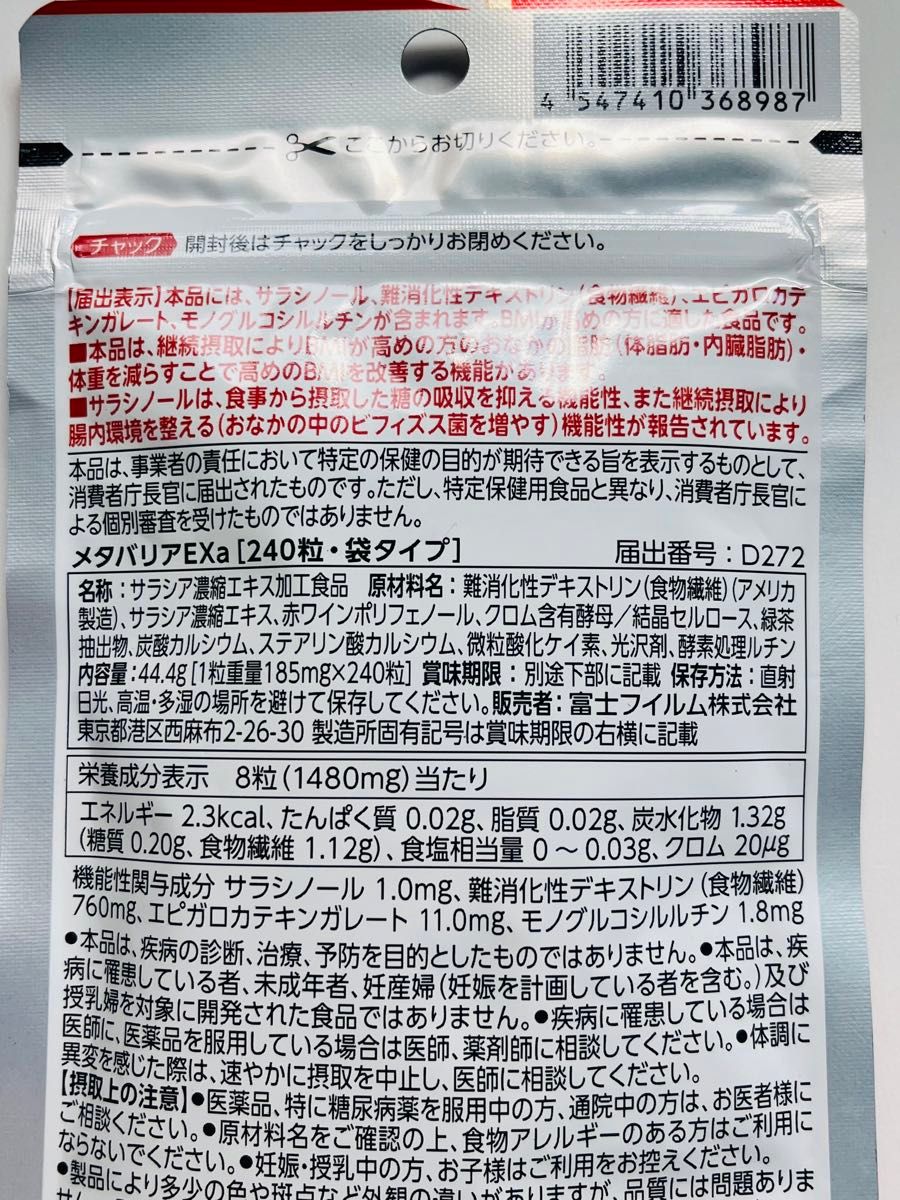 4 547410 368987
ここからお切りください。
チャック 開封後はチャックをしっかりお閉めください。
【届出表示】本品には、サラシノール、難消化性デキストリン(食物繊維)、エピガロカテ
キンガレート、モノグルコシルルチンが含まれます。BMIが高めの方に適した食品です。
■本品は、継続摂取によりBMIが高めの方のおなかの脂肪(体脂肪・内臓脂肪)・
体重を減らすことで高めのBMIを改善する機能があります。
■サラシノールは、食事から摂取した糖の吸収を抑える機能性、また継続摂取により
腸内環境を整える(おなかの中のビフィズス菌を増やす)機能性が報告されています。
本品は、事業者の責任において特定の保健の目的が期待できる旨を表示するものとして、
消費者庁長官に届出されたものです。ただし、特定保健用食品と異なり、消費者庁長官に
よる個別審査を受けたものではありません。
メタバリアEXa[240粒・袋タイプ] 届出番号:D272
名称:サラシア濃縮エキス加工食品 原材料名:難消化性デキストリン(食物繊維)(アメリカ
製造)、サラシア濃縮エキス、赤ワインポリフェノール、クロム含有酵母/結晶セルロース、緑茶
抽出物、炭酸カルシウム、ステアリン酸カルシウム、微粒酸化ケイ素、光沢剤、酵素処理ルチン
内容量:44.4g[1粒重量185mg×240粒] 賞味期限:別途下部に記載 保存方法:直射
日光、高温・多湿の場所を避けて保存してください。販売者:富士フイルム株式会社
東京都港区西麻布2-26-30 製造所固有記号は賞味期限の右横に記載
栄養成分表示 8粒(1480mg)当たり
エネルギー 2.3kcal、たんぱく質 0.02g、脂質 0.02g、炭水化物 1.32g
(糖質 0.20g、食物繊維 1.12g)、食塩相当量 0〜0.03g、クロム 20μg
機能性関与成分 サラシノール 1.0mg、難消化性デキストリン(食物繊維)
760mg、エピガロカテキンガレート 11.0mg、モノグルコシルルチン 1.8mg
●本品は、疾病の診断、治療、予防を目的としたものではありません。●本品は、疾
病に罹患している者、未成年者、妊産婦(妊娠を計画している者を含む。)及び
授乳婦を対象に開発された食品ではありません。●疾病に罹患している場合は
医師に、医薬品を服用している場合は医師、薬剤師に相談してください。●体調に
異変を感じた際は、速やかに摂取を中止し、医師に相談してください。
【摂取上の注意】●医薬品、特に糖尿病薬を服用中の方、通院中の方は、お医者様に
ご相談ください。●原材料名をご確認の上、食物アレルギーのある方はご利用に
ならないでください。●妊娠・授乳中の方、お子様はご利用をお控えください。
●製品により多少の色や斑点など外観の違いがありますが、品質には問題ありま